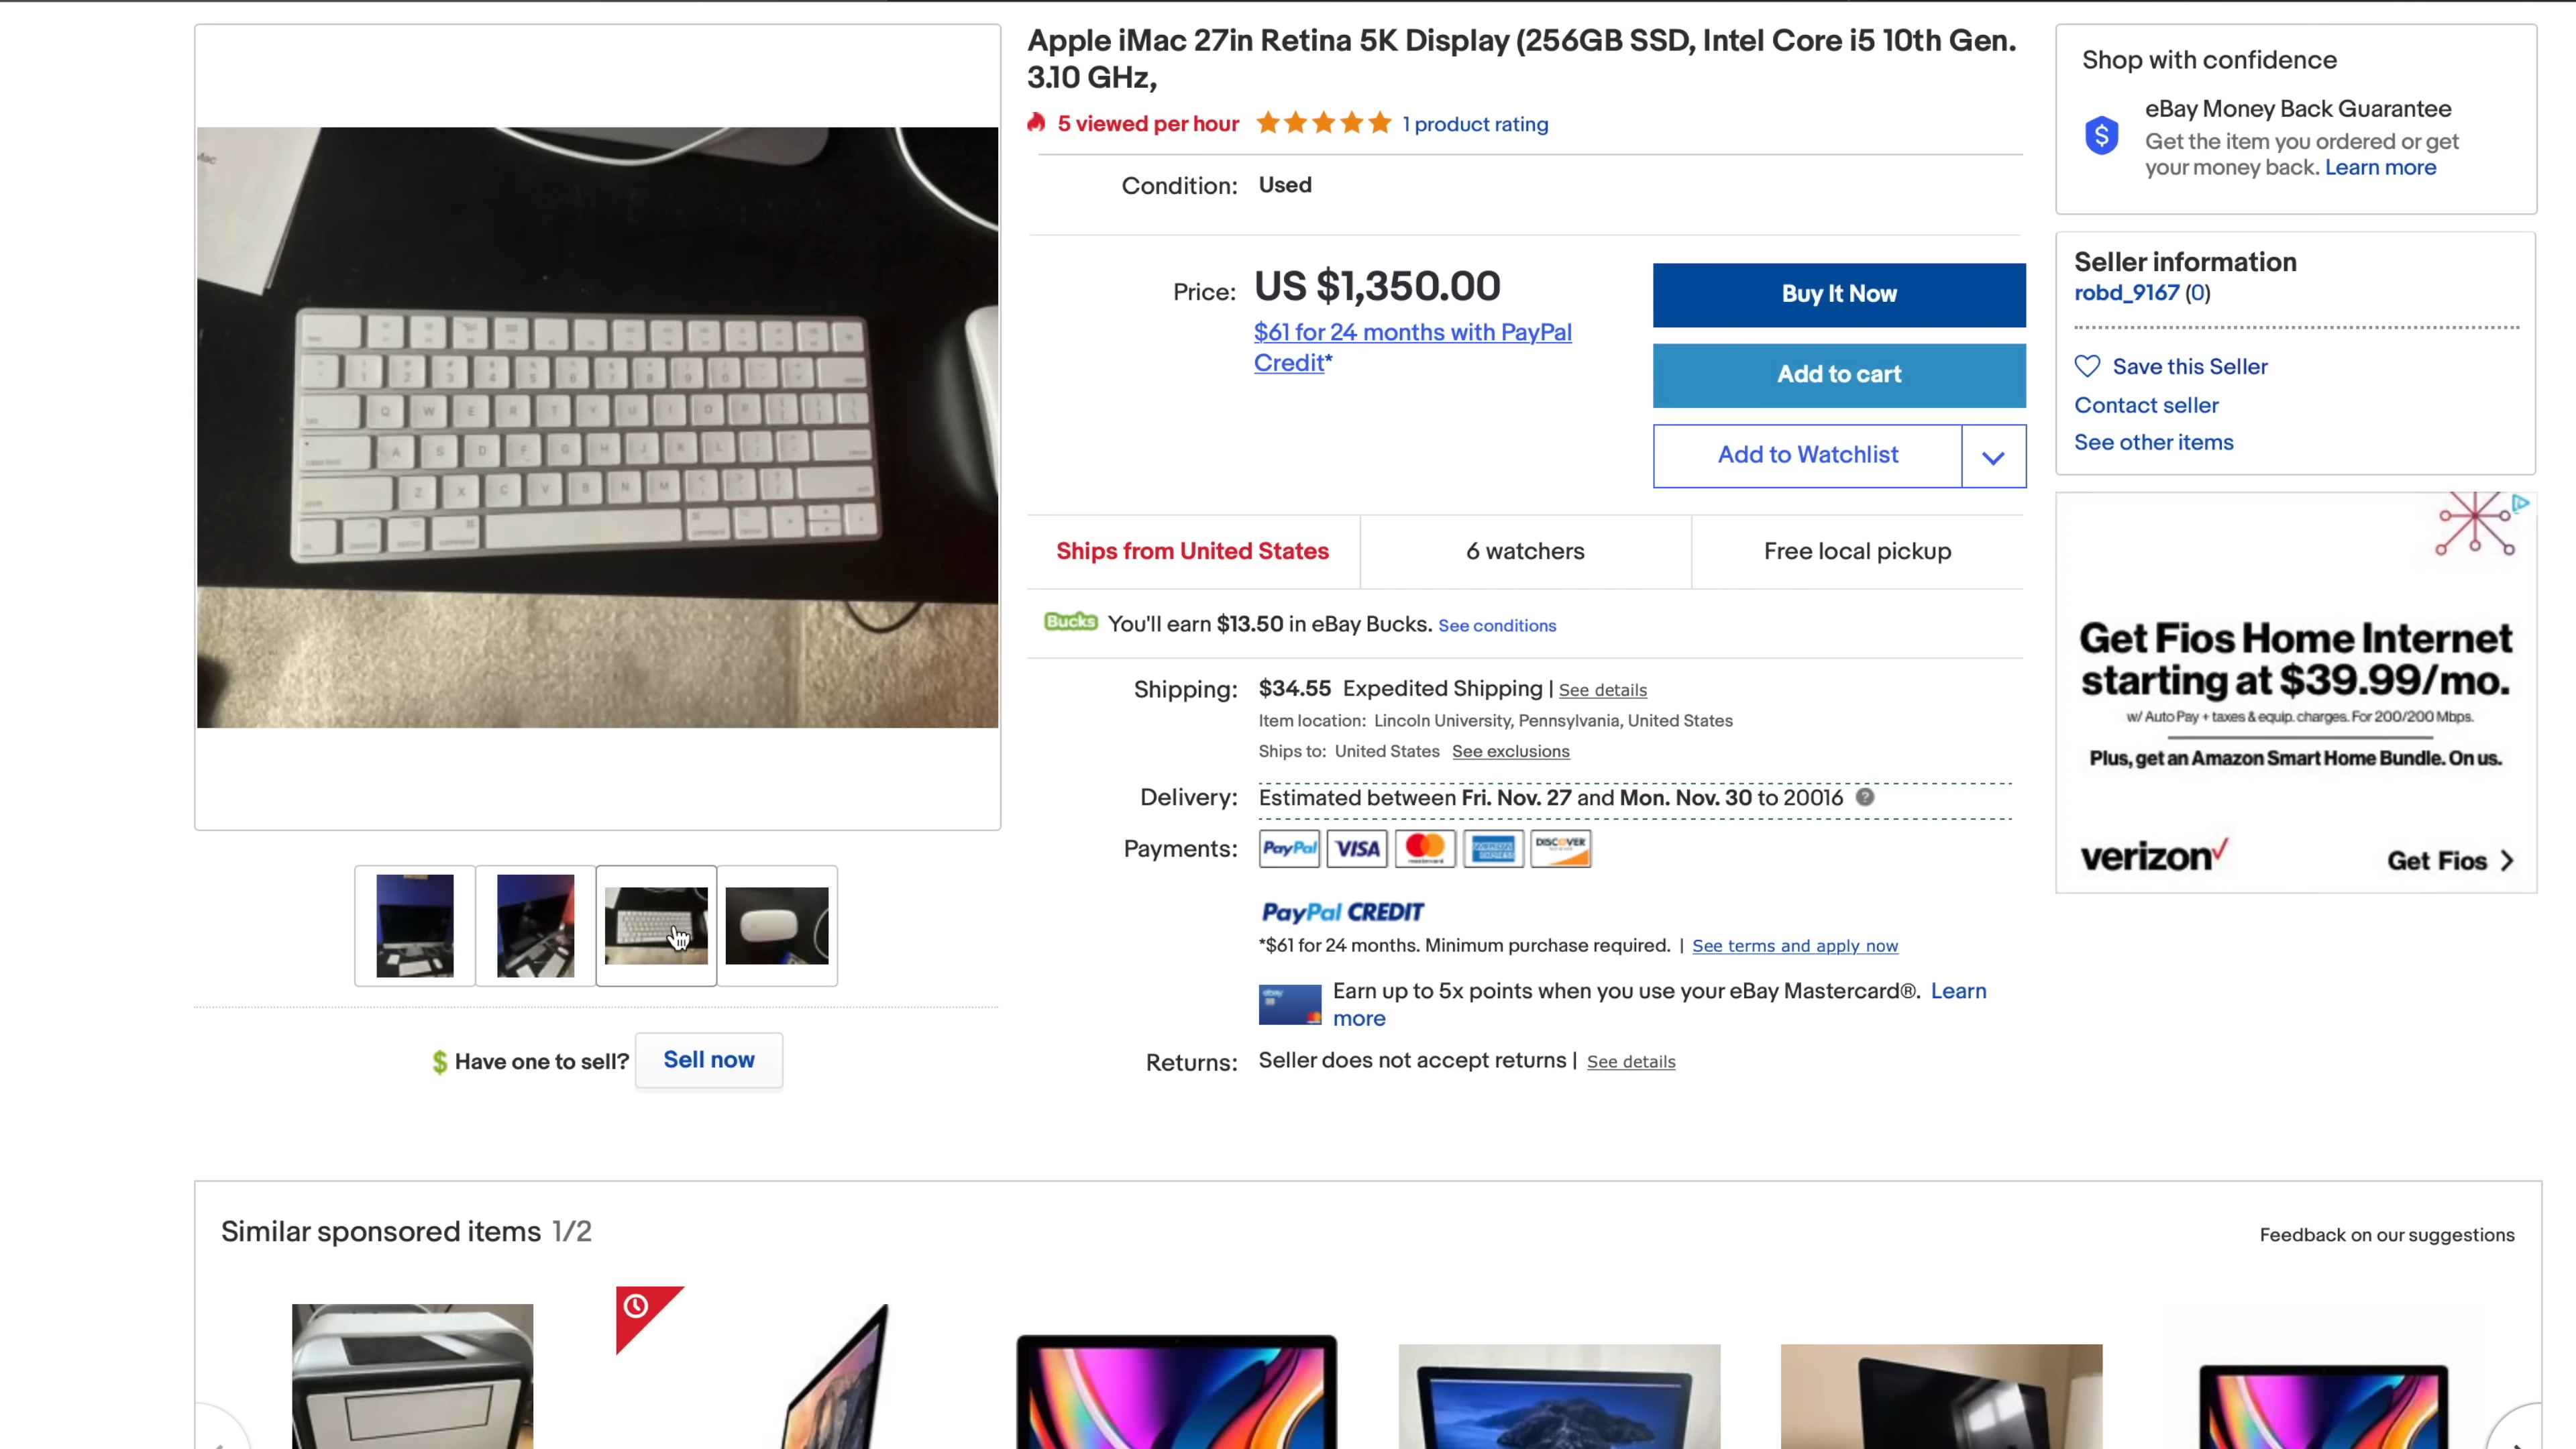 Apple iMac 27in Retina 5K Display (256GB SSD, Intel Core i5 10th Gen.
3.10 GHz,
5 viewed per hour
1 product rating
Condition: Used
Price: US $1,350.00
$61 for 24 months with PayPal
Credit*
Buy It Now
Add to cart
Add to Watchlist
Ships from United States
6 watchers
Free local pickup
Bucks You'll earn $13.50 in eBay Bucks. See conditions
Shipping: $34.55 Expedited Shipping | See details
Item location: Lincoln University, Pennsylvania, United States
Ships to: United States See exclusions
Delivery: Estimated between Fri. Nov. 27 and Mon. Nov. 30 to 20016 ?
Payments: PayPal VISA mastercard AMERICAN EXPRESS DISCOVER
PayPal CREDIT
*$61 for 24 months. Minimum purchase required. | See terms and apply now
Earn up to 5x points when you use your eBay Mastercard®. Learn
more
Returns: Seller does not accept returns | See details
Shop with confidence
$
eBay Money Back Guarantee
Get the item you ordered or get
your money back. Learn more
Seller information
robd_9167 (0)
Save this Seller
Contact seller
See other items
Get Fios Home Internet
starting at $39.99/mo.
w/ Auto Pay + taxes & equip. charges. For 200/200 Mbps.
Plus, get an Amazon Smart Home Bundle. On us.
verizon
Get Fios
Mac
Q W E R T Y U I O P
A S D F G H J K L
Z X C V B N M
command
command
$ Have one to sell? Sell now
Similar sponsored items 1/2
Feedback on our suggestions